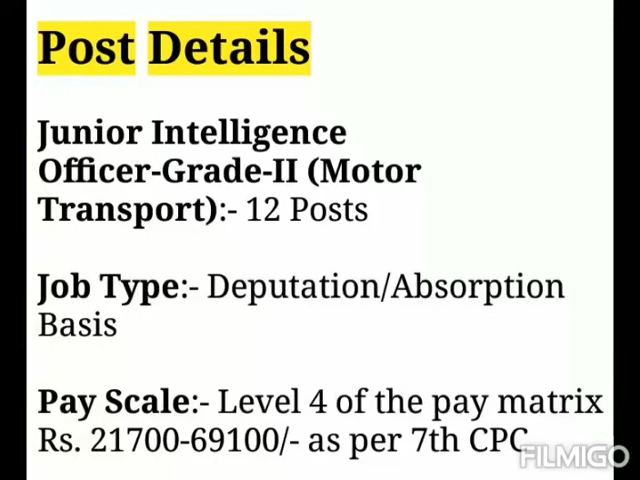 Post Details
Junior Intelligence
Officer-Grade-II (Motor
Transport):- 12 Posts
Job Type:- Deputation/Absorption
Basis
Pay Scale:- Level 4 of the pay matrix
Rs. 21700-69100/- as per 7th CPC
FILMIGO